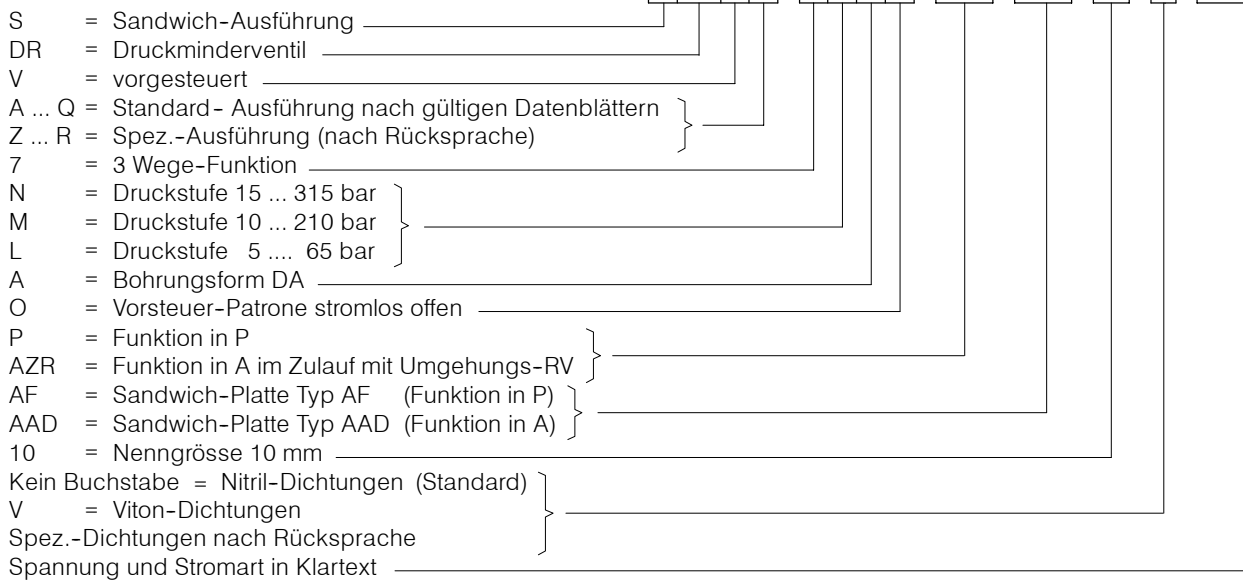 S = Sandwich-Ausführung
DR = Druckminderventil
V = vorgesteuert
A ... Q = Standard- Ausführung nach gültigen Datenblättern
Z ... R = Spez.-Ausführung (nach Rücksprache)
7 = 3 Wege-Funktion
N = Druckstufe 15 ... 315 bar
M = Druckstufe 10 ... 210 bar
L = Druckstufe 5 .... 65 bar
A = Bohrungsform DA
O = Vorsteuer-Patrone stromlos offen
P = Funktion in P
AZR = Funktion in A im Zulauf mit Umgehungs-RV
AF = Sandwich-Platte Typ AF (Funktion in P)
AAD = Sandwich-Platte Typ AAD (Funktion in A)
10 = Nenngrösse 10 mm
Kein Buchstabe = Nitril-Dichtungen (Standard)
V = Viton-Dichtungen
Spez.-Dichtungen nach Rücksprache
Spannung und Stromart in Klartext